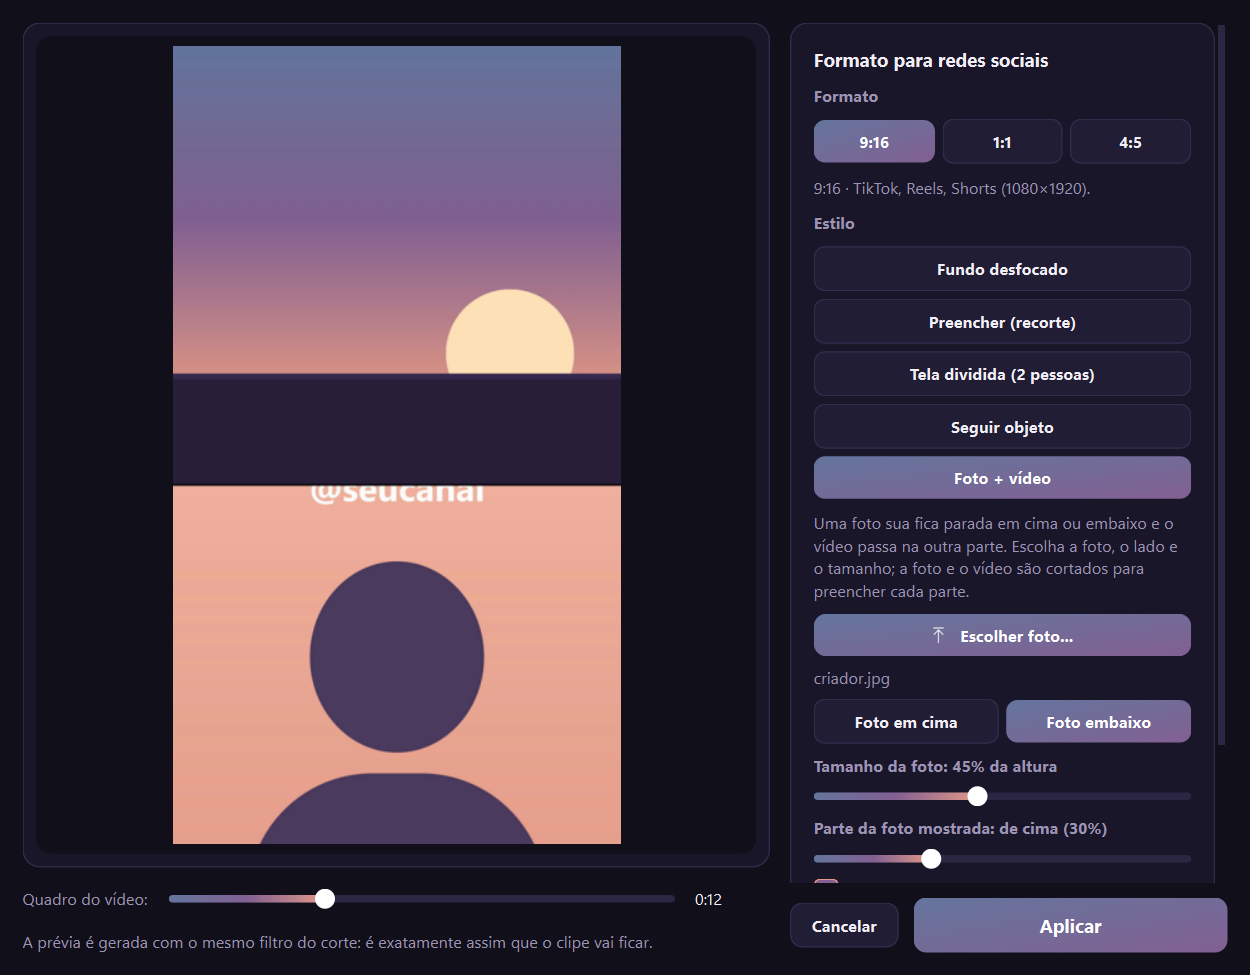 @seucanal
Quadro do vídeo:
0:12
A prévia é gerada com o mesmo filtro do corte: é exatamente assim que o clipe vai ficar.
Formato para redes sociais
Formato
9:16
1:1
4:5
9:16 · TikTok, Reels, Shorts (1080×1920).
Estilo
Fundo desfocado
Preencher (recorte)
Tela dividida (2 pessoas)
Seguir objeto
Foto + vídeo
Uma foto sua fica parada em cima ou embaixo e o
vídeo passa na outra parte. Escolha a foto, o lado e
o tamanho; a foto e o vídeo são cortados para
preencher cada parte.
Escolher foto...
criador.jpg
Foto em cima
Foto embaixo
Tamanho da foto: 45% da altura
Parte da foto mostrada: de cima (30%)
Cancelar
Aplicar